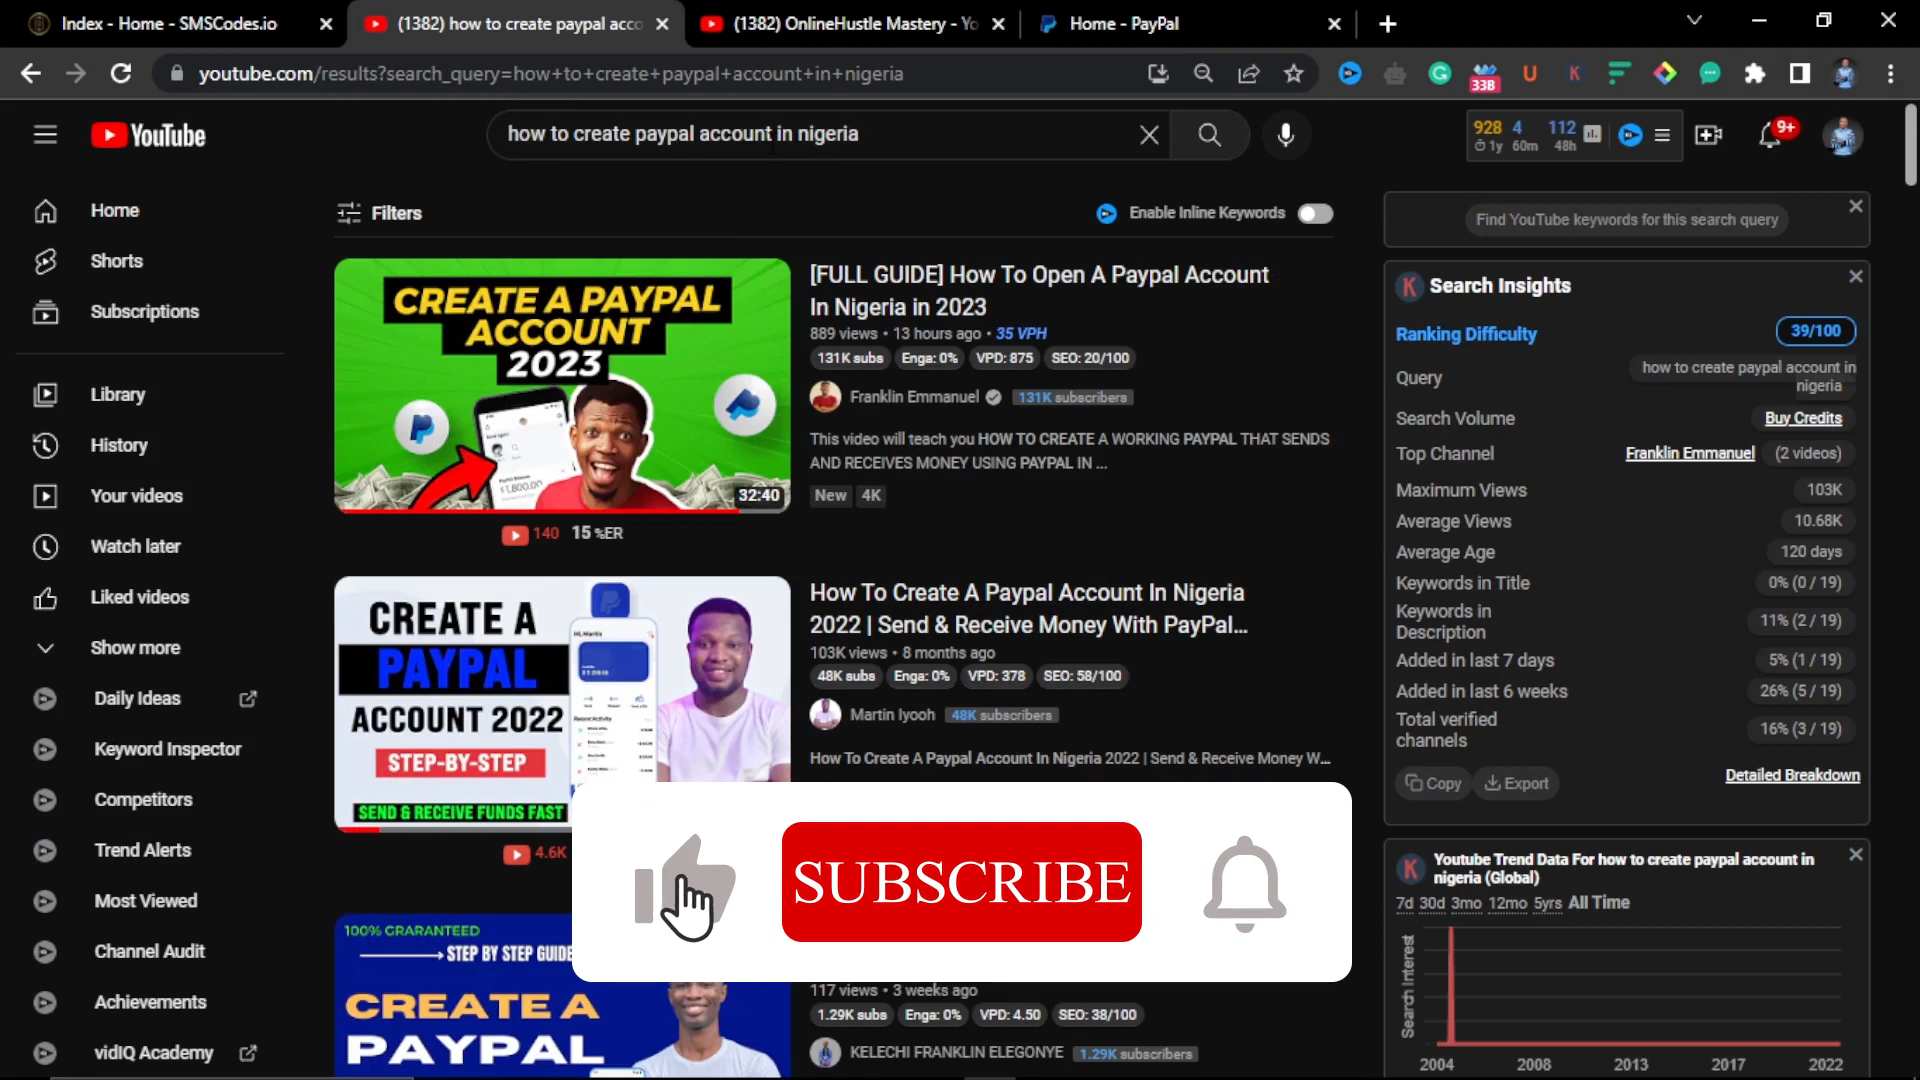 Index - Home - SMSCodes.io
(1382) how to create paypal acco
(1382) OnlineHustle Mastery - Yo
Home - PayPal
youtube.com/results?search_query=how+to+create+paypal+account+in+nigeria
33B
YouTube
how to create paypal account in nigeria
928 4 112
1y 60m 48h
9+
Home
Shorts
Subscriptions
Library
History
Your videos
Watch later
Liked videos
Show more
Daily Ideas
Keyword Inspector
Competitors
Trend Alerts
Most Viewed
Channel Audit
Achievements
vidIQ Academy
Filters
Enable Inline Keywords
CREATE A PAYPAL
ACCOUNT
2023
$1,800.00
32:40
140 15 %ER
[FULL GUIDE] How To Open A Paypal Account
In Nigeria in 2023
889 views • 13 hours ago • 35 VPH
131K subs Enga: 0% VPD: 875 SEO: 20/100
Franklin Emmanuel 131K subscribers
This video will teach you HOW TO CREATE A WORKING PAYPAL THAT SENDS
AND RECEIVES MONEY USING PAYPAL IN ...
New 4K
CREATE A
PAYPAL
ACCOUNT 2022
STEP-BY-STEP
SEND & RECEIVE FUNDS FAST
4.6K
How To Create A Paypal Account In Nigeria
2022 | Send & Receive Money With PayPal...
103K views • 8 months ago
48K subs Enga: 0% VPD: 378 SEO: 58/100
Martin Iyooh 48K subscribers
How To Create A Paypal Account In Nigeria 2022 | Send & Receive Money W...
SUBSCRIBE
100% GRARANTEED
STEP BY STEP GUIDE
CREATE A
PAYPAL
117 views • 3 weeks ago
1.29K subs Enga: 0% VPD: 4.50 SEO: 38/100
KELECHI FRANKLIN ELEGONYE 1.29K subscribers
Find YouTube keywords for this search query
Search Insights
Ranking Difficulty 39/100
Query how to create paypal account in
nigeria
Search Volume Buy Credits
Top Channel Franklin Emmanuel (2 videos)
Maximum Views 103K
Average Views 10.68K
Average Age 120 days
Keywords in Title 0% (0 / 19)
Keywords in
Description 11% (2 / 19)
Added in last 7 days 5% (1 / 19)
Added in last 6 weeks 26% (5 / 19)
Total verified
channels 16% (3 / 19)
Copy Export Detailed Breakdown
Youtube Trend Data For how to create paypal account in
nigeria (Global)
7d 30d 3mo 12mo 5yrs All Time
Search Interest
2004 2008 2013 2017 2022